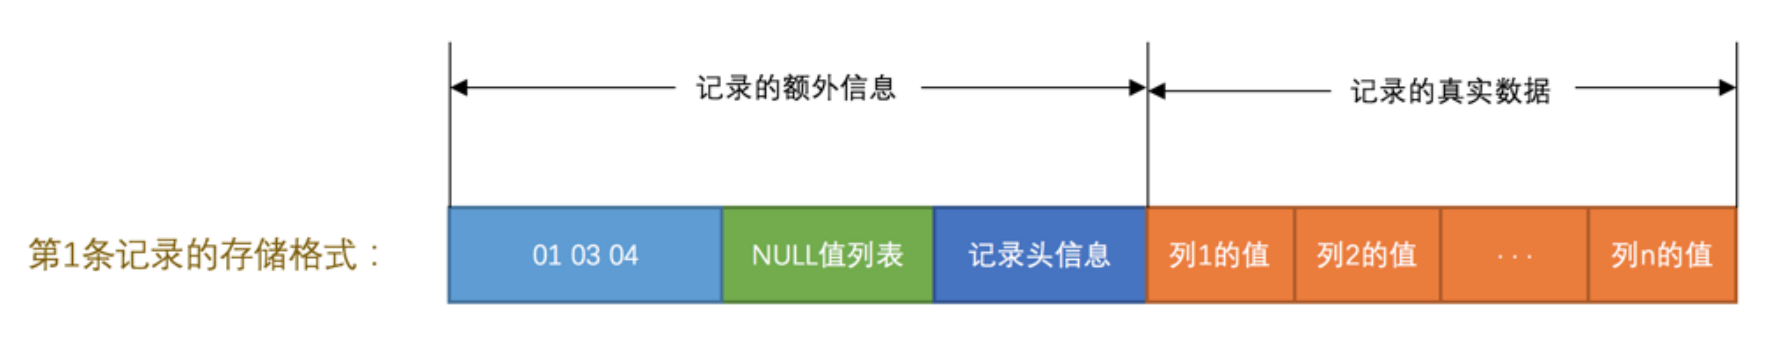 记录的额外信息
记录的真实数据
第1条记录的存储格式：
01 03 04
NULL值列表
记录头信息
列1的值
列2的值
···
列n的值